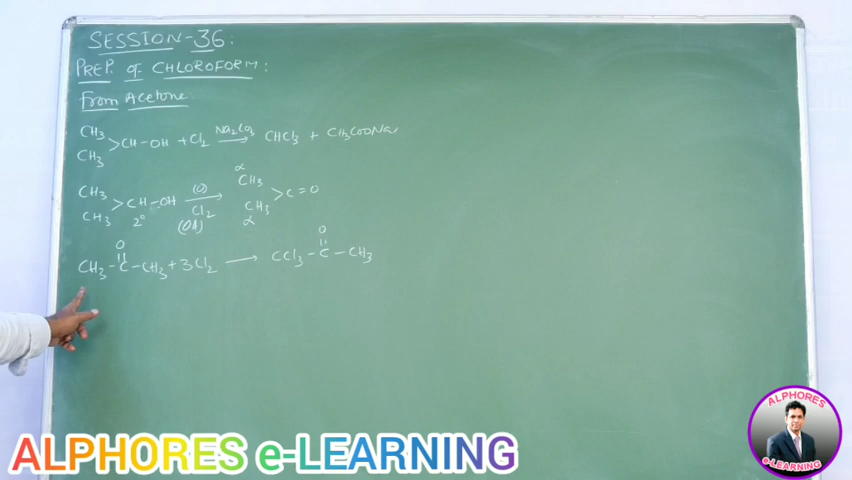 SESSION-36:
PREP. of CHLOROFORM:
From Acetone
CH3
CH3 >CH-OH + Cl2 Na2CO3 ⟶ CHCl3 + CH3COONa
CH3
CH3 >CH-OH (O) ⟶ Cl2 α CH3
CH3 α >C=O
2° (OA)
O
CH3-C-CH3+3Cl2 ⟶ CCl3-C-CH3
O
ALPHORES e-LEARNING
ALPHORES
e-LEARNING